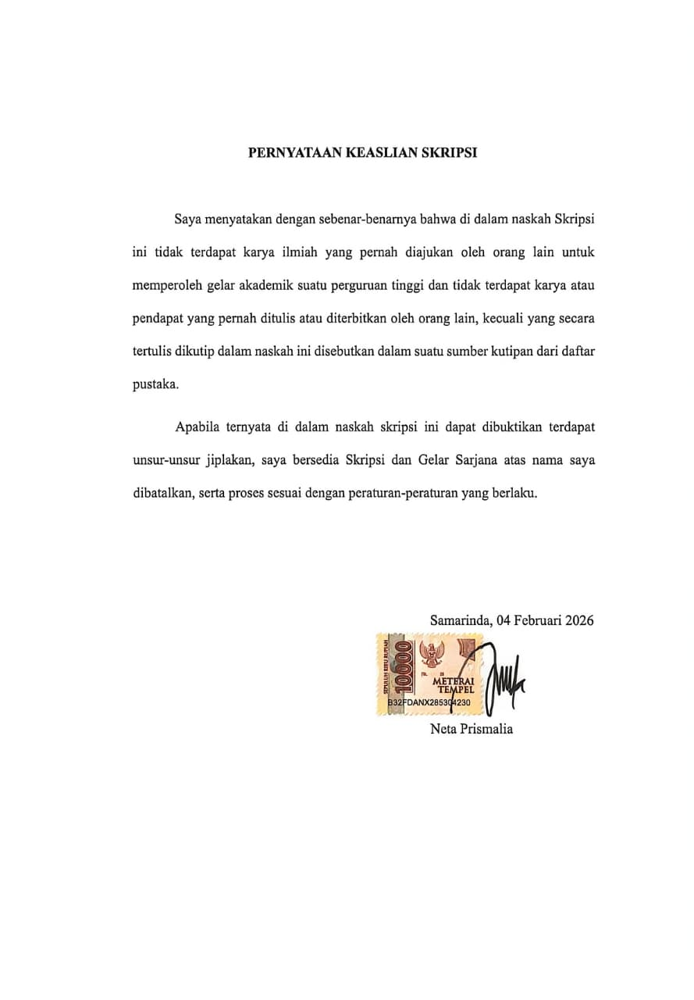 PERNYATAAN KEASLIAN SKRIPSI
Saya menyatakan dengan sebenar-benarnya bahwa di dalam naskah Skripsi
ini tidak terdapat karya ilmiah yang pernah diajukan oleh orang lain untuk
memperoleh gelar akademik suatu perguruan tinggi dan tidak terdapat karya atau
pendapat yang pernah ditulis atau diterbitkan oleh orang lain, kecuali yang secara
tertulis dikutip dalam naskah ini disebutkan dalam suatu sumber kutipan dari daftar
pustaka.
Apabila ternyata di dalam naskah skripsi ini dapat dibuktikan terdapat
unsur-unsur jiplakan, saya bersedia Skripsi dan Gelar Sarjana atas nama saya
dibatalkan, serta proses sesuai dengan peraturan-peraturan yang berlaku.
Samarinda, 04 Februari 2026
SEPULUH RIBU RUPIAH
10000
METERAI
TEMPEL
B32FDANX285304230
Neta Prismalia